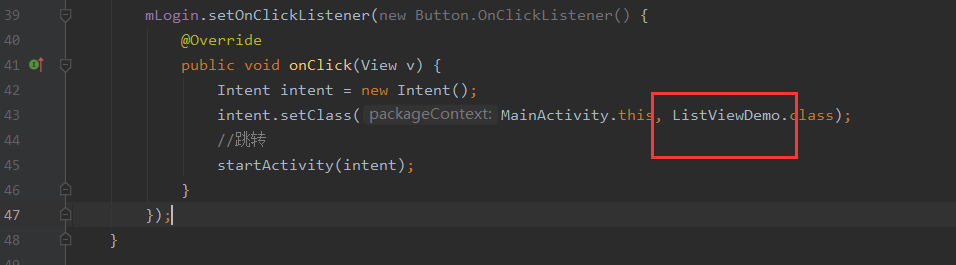 39 mLogin.setOnClickListener(new Button.OnClickListener() {
40 @Override
41 public void onClick(View v) {
42 Intent intent = new Intent();
43 intent.setClass( packageContext: MainActivity.this, ListViewDemo.class);
44 //跳转
45 startActivity(intent);
46 }
47 });
48 }